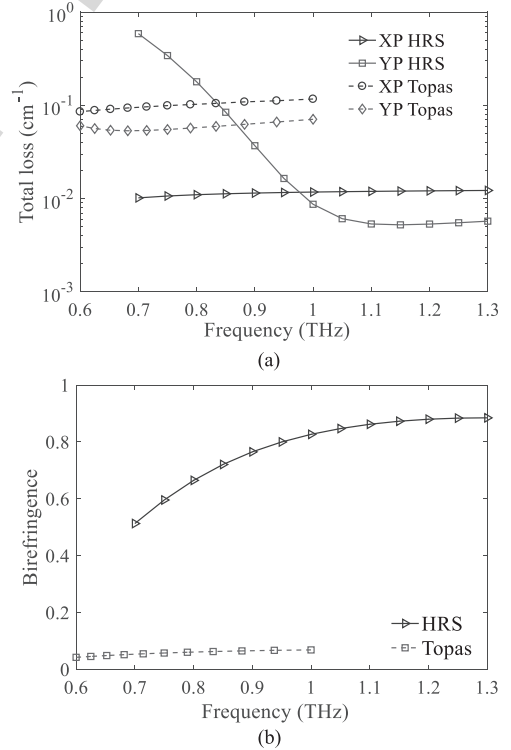 10^0
10^-1
10^-2
10^-3
Total loss (cm^-1)
XP HRS
YP HRS
XP Topas
YP Topas
0.6 0.7 0.8 0.9 1 1.1 1.2 1.3
Frequency (THz)
(a)
1
0.8
0.6
0.4
0.2
0
Birefringence
HRS
Topas
0.6 0.7 0.8 0.9 1 1.1 1.2 1.3
Frequency (THz)
(b)